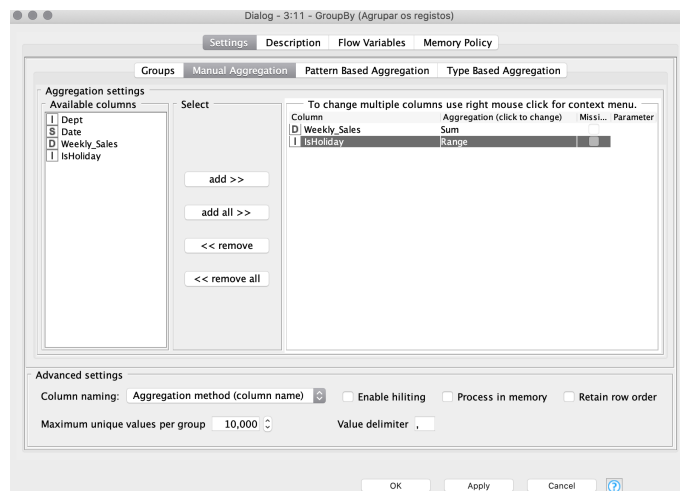 Dialog - 3:11 - GroupBy (Agrupar os registos)
Settings Description Flow Variables Memory Policy
Groups Manual Aggregation Pattern Based Aggregation Type Based Aggregation
Aggregation settings
Available columns
I Dept
S Date
D Weekly_Sales
I IsHoliday
Select
add >>
add all >>
<< remove
<< remove all
To change multiple columns use right mouse click for context menu.
Column Aggregation (click to change) Missi... Parameter
D Weekly_Sales Sum
I IsHoliday Range
Advanced settings
Column naming: Aggregation method (column name) Enable hiliting Process in memory Retain row order
Maximum unique values per group 10,000 Value delimiter ,
OK Apply Cancel ?